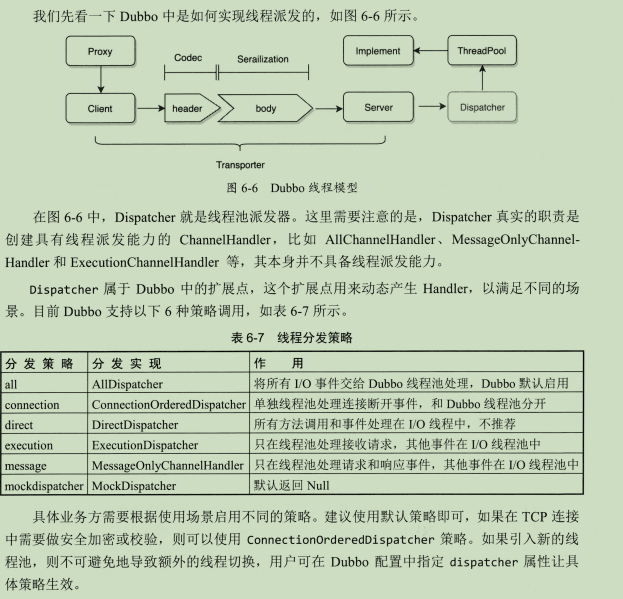 我们先看一下 Dubbo 中是如何实现线程派发的，如图 6-6 所示。
Proxy
Codec
Serailization
Implement
ThreadPool
Client
header
body
Server
Dispatcher
Transporter
图 6-6 Dubbo 线程模型
在图 6-6 中，Dispatcher 就是线程池派发器。这里需要注意的是，Dispatcher 真实的职责是
创建具有线程派发能力的 ChannelHandler，比如 AllChannelHandler、MessageOnlyChannel-
Handler 和 ExecutionChannelHandler 等，其本身并不具备线程派发能力。
Dispatcher 属于 Dubbo 中的扩展点，这个扩展点用来动态产生 Handler，以满足不同的场
景。目前 Dubbo 支持以下 6 种策略调用，如表 6-7 所示。
表 6-7 线程分发策略
分发策略 分发实现 作 用
all AllDispatcher 将所有 I/O 事件交给 Dubbo 线程池处理，Dubbo 默认启用
connection ConnectionOrderedDispatcher 单独线程池处理连接断开事件，和 Dubbo 线程池分开
direct DirectDispatcher 所有方法调用和事件处理在 I/O 线程中，不推荐
execution ExecutionDispatcher 只在线程池处理接收请求，其他事件在 I/O 线程池中
message MessageOnlyChannelHandler 只在线程池处理请求和响应事件，其他事件在 I/O 线程池中
mockdispatcher MockDispatcher 默认返回 Null
具体业务方需要根据使用场景启用不同的策略。建议使用默认策略即可，如果在 TCP 连接
中需要做安全加密或校验，则可以使用 ConnectionOrderedDispatcher 策略。如果引入新的线
程池，则不可避免地导致额外的线程切换，用户可在 Dubbo 配置中指定 dispatcher 属性让具
体策略生效。